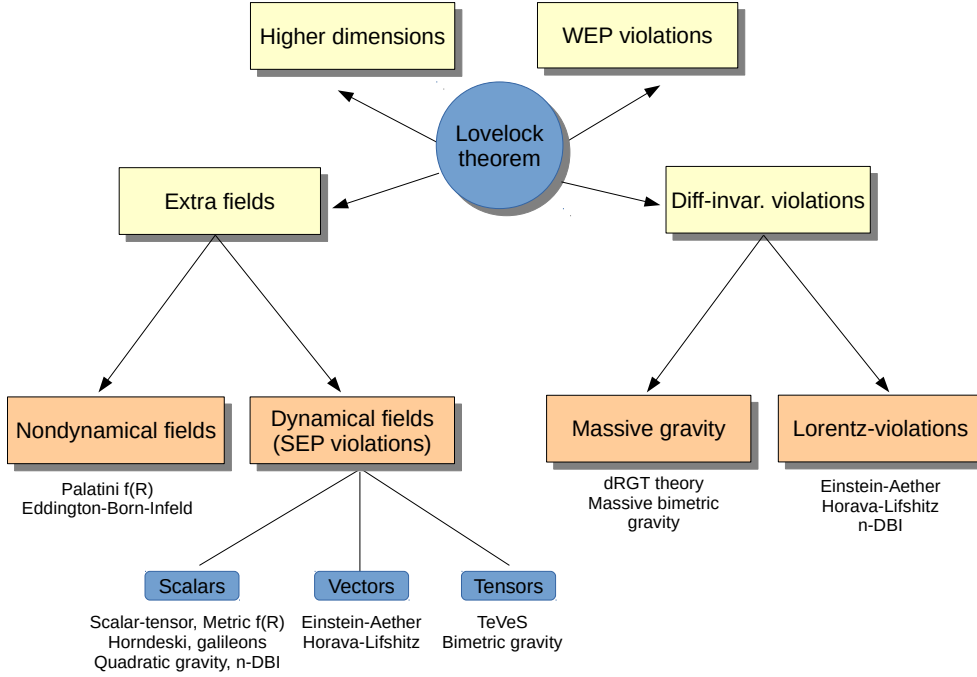 Higher dimensions
WEP violations
Lovelock
theorem
Extra fields
Diff-invar. violations
Nondynamical fields
Dynamical fields
(SEP violations)
Massive gravity
Lorentz-violations
Palatini f(R)
Eddington-Born-Infeld
dRGT theory
Massive bimetric
gravity
Einstein-Aether
Horava-Lifshitz
n-DBI
Scalars
Vectors
Tensors
Scalar-tensor, Metric f(R)
Horndeski, galileons
Quadratic gravity, n-DBI
Einstein-Aether
Horava-Lifshitz
TeVeS
Bimetric gravity